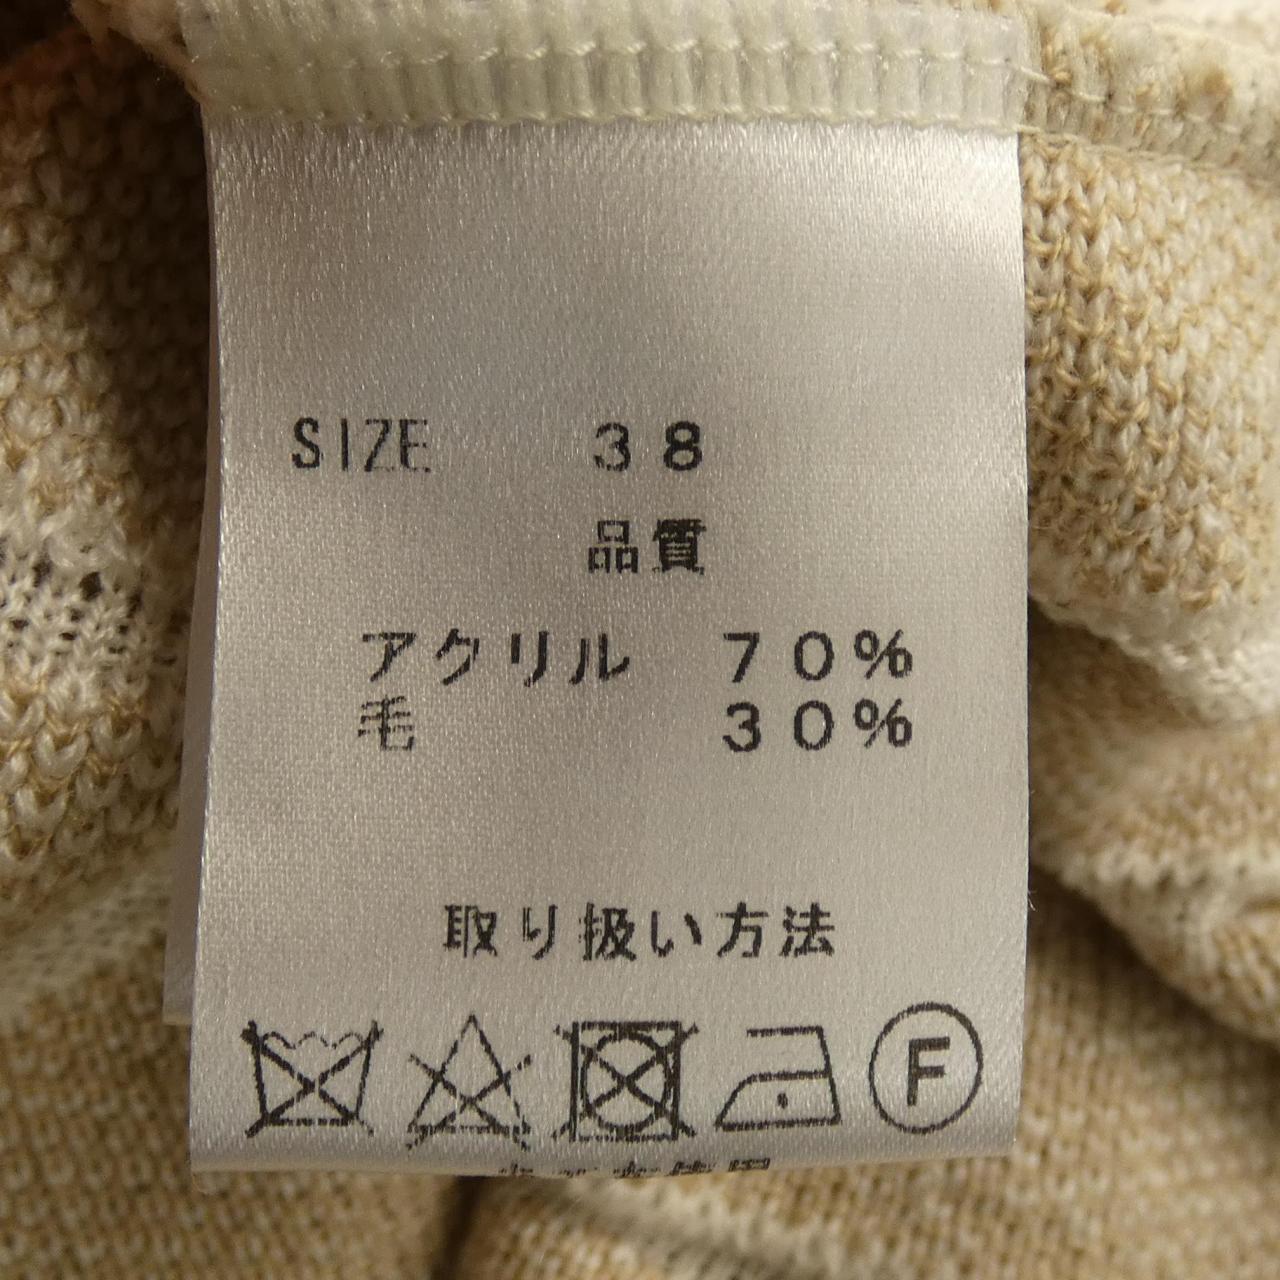 SIZE 38
品質
アクリル 70%
毛 30%
取り扱い方法
F